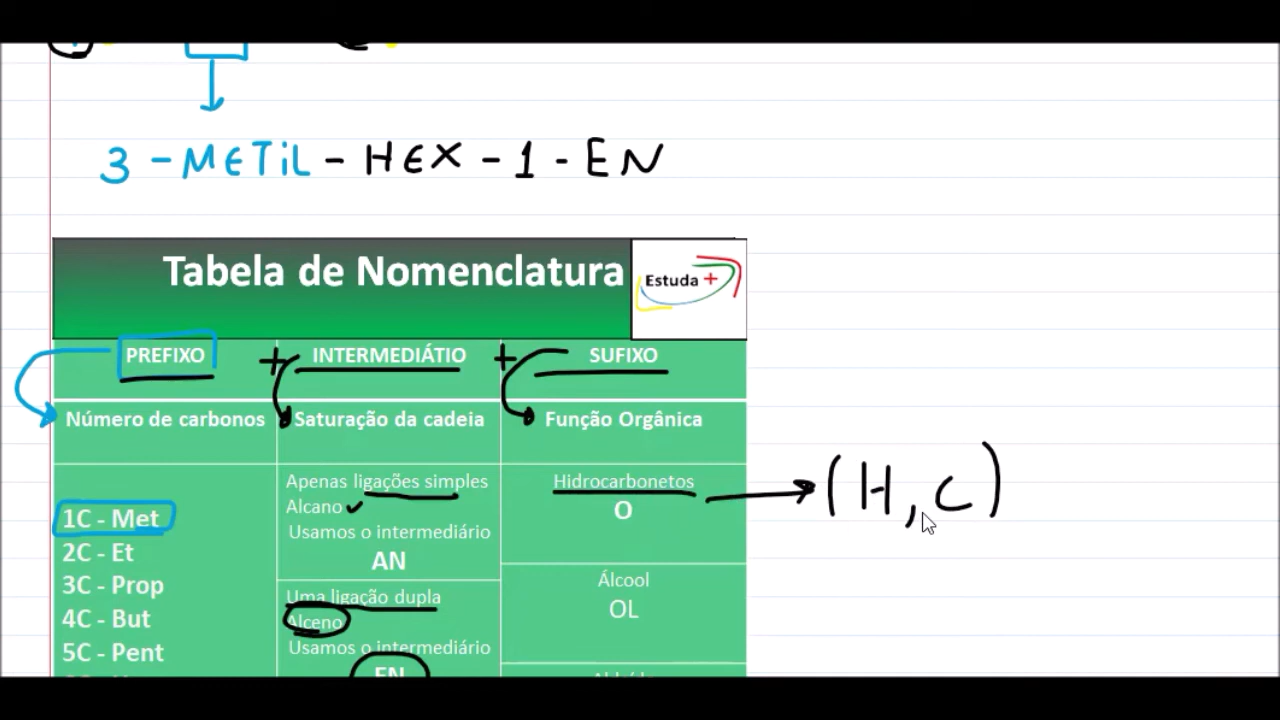 3 - METIL - HEX - 1 - EN
Tabela de Nomenclatura
Estuda +
PREFIXO + INTERMEDIÁTIO + SUFIXO
Número de carbonos
Saturação da cadeia
Função Orgânica
1C - Met
2C - Et
3C - Prop
4C - But
5C - Pent
Apenas ligações simples
Alcano
Usamos o intermediário
AN
Uma ligação dupla
Alceno
Usamos o intermediário
EN
Hidrocarbonetos
O
(H, C)
Álcool
OL